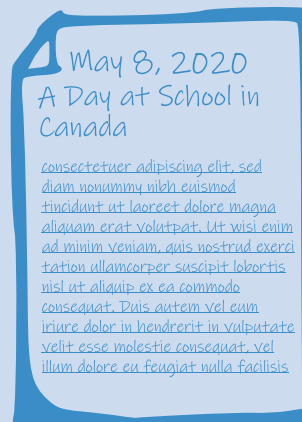 May 8, 2020
A Day at School in
Canada
consectetuer adipiscing elit, sed
diam nonummy nibh euismod
tincidunt ut laoreet dolore magna
aliquam erat volutpat. Ut wisi enim
ad minim veniam, quis nostrud exerci
tation ullamcorper suscipit lobortis
nisl ut aliquip ex ea commodo
consequat. Duis autem vel eum
iriure dolor in hendrerit in vulputate
velit esse molestie consequat, vel
illum dolore eu feugiat nulla facilisis